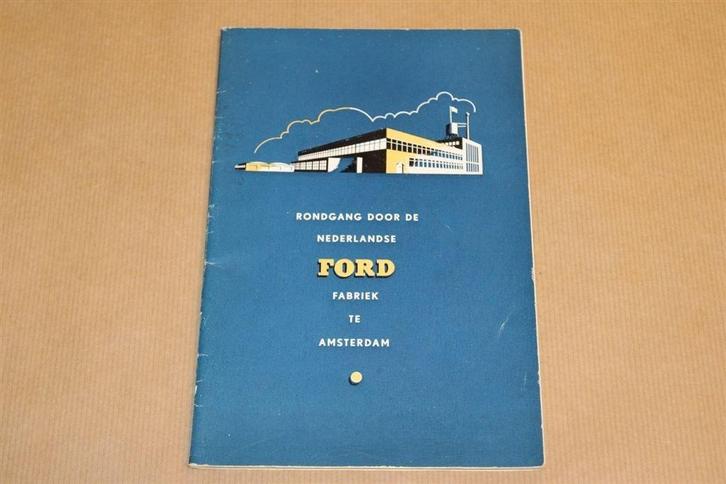 RONDGANG DOOR DE
NEDERLANDSE
FORD
FABRIEK
TE
AMSTERDAM